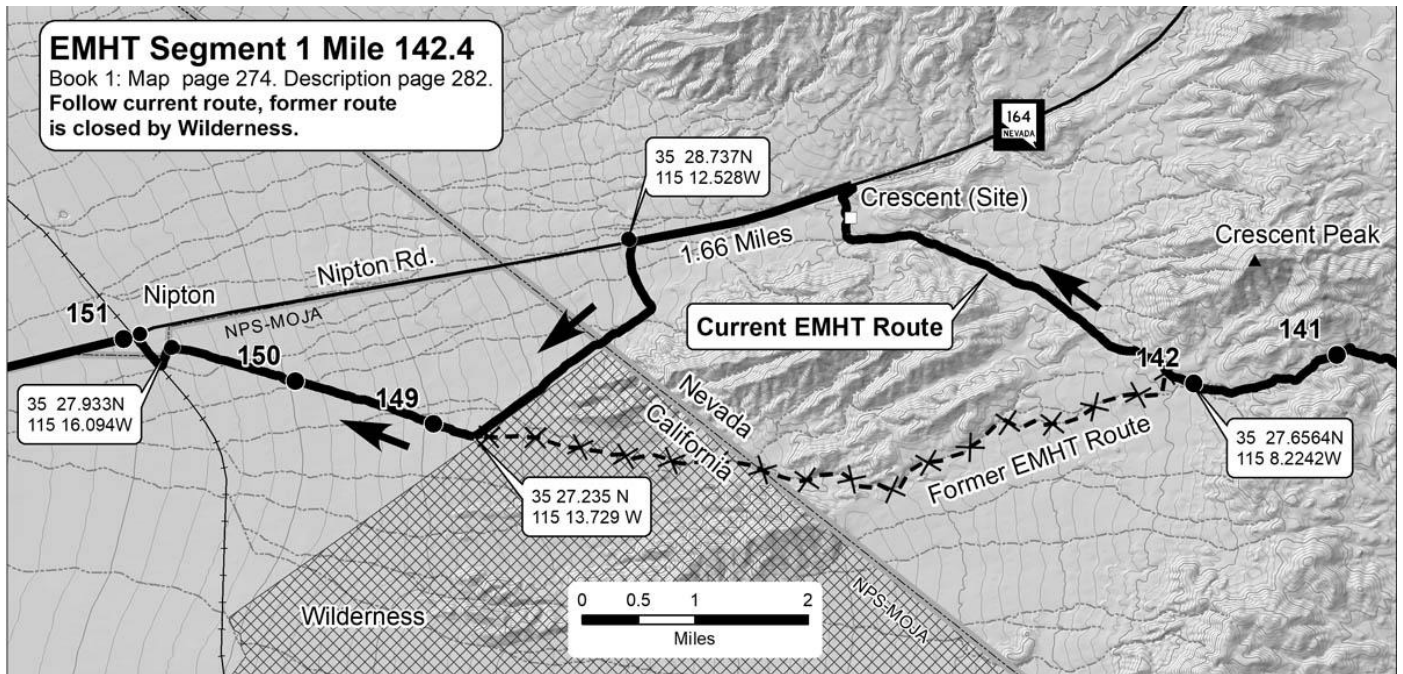 EMHT Segment 1 Mile 142.4
Book 1: Map page 274. Description page 282.
Follow current route, former route
is closed by Wilderness.
164
NEVADA
35 28.737N
115 12.528W
Crescent (Site)
1.66 Miles
Crescent Peak
Nipton Rd.
Nipton
NPS-MOJA
151
150
149
Current EMHT Route
142
141
35 27.933N
115 16.094W
Nevada
California
Former EMHT Route
35 27.6564N
115 8.2242W
35 27.235 N
115 13.729 W
Wilderness
0 0.5 1 2
Miles
NPS-MOJA